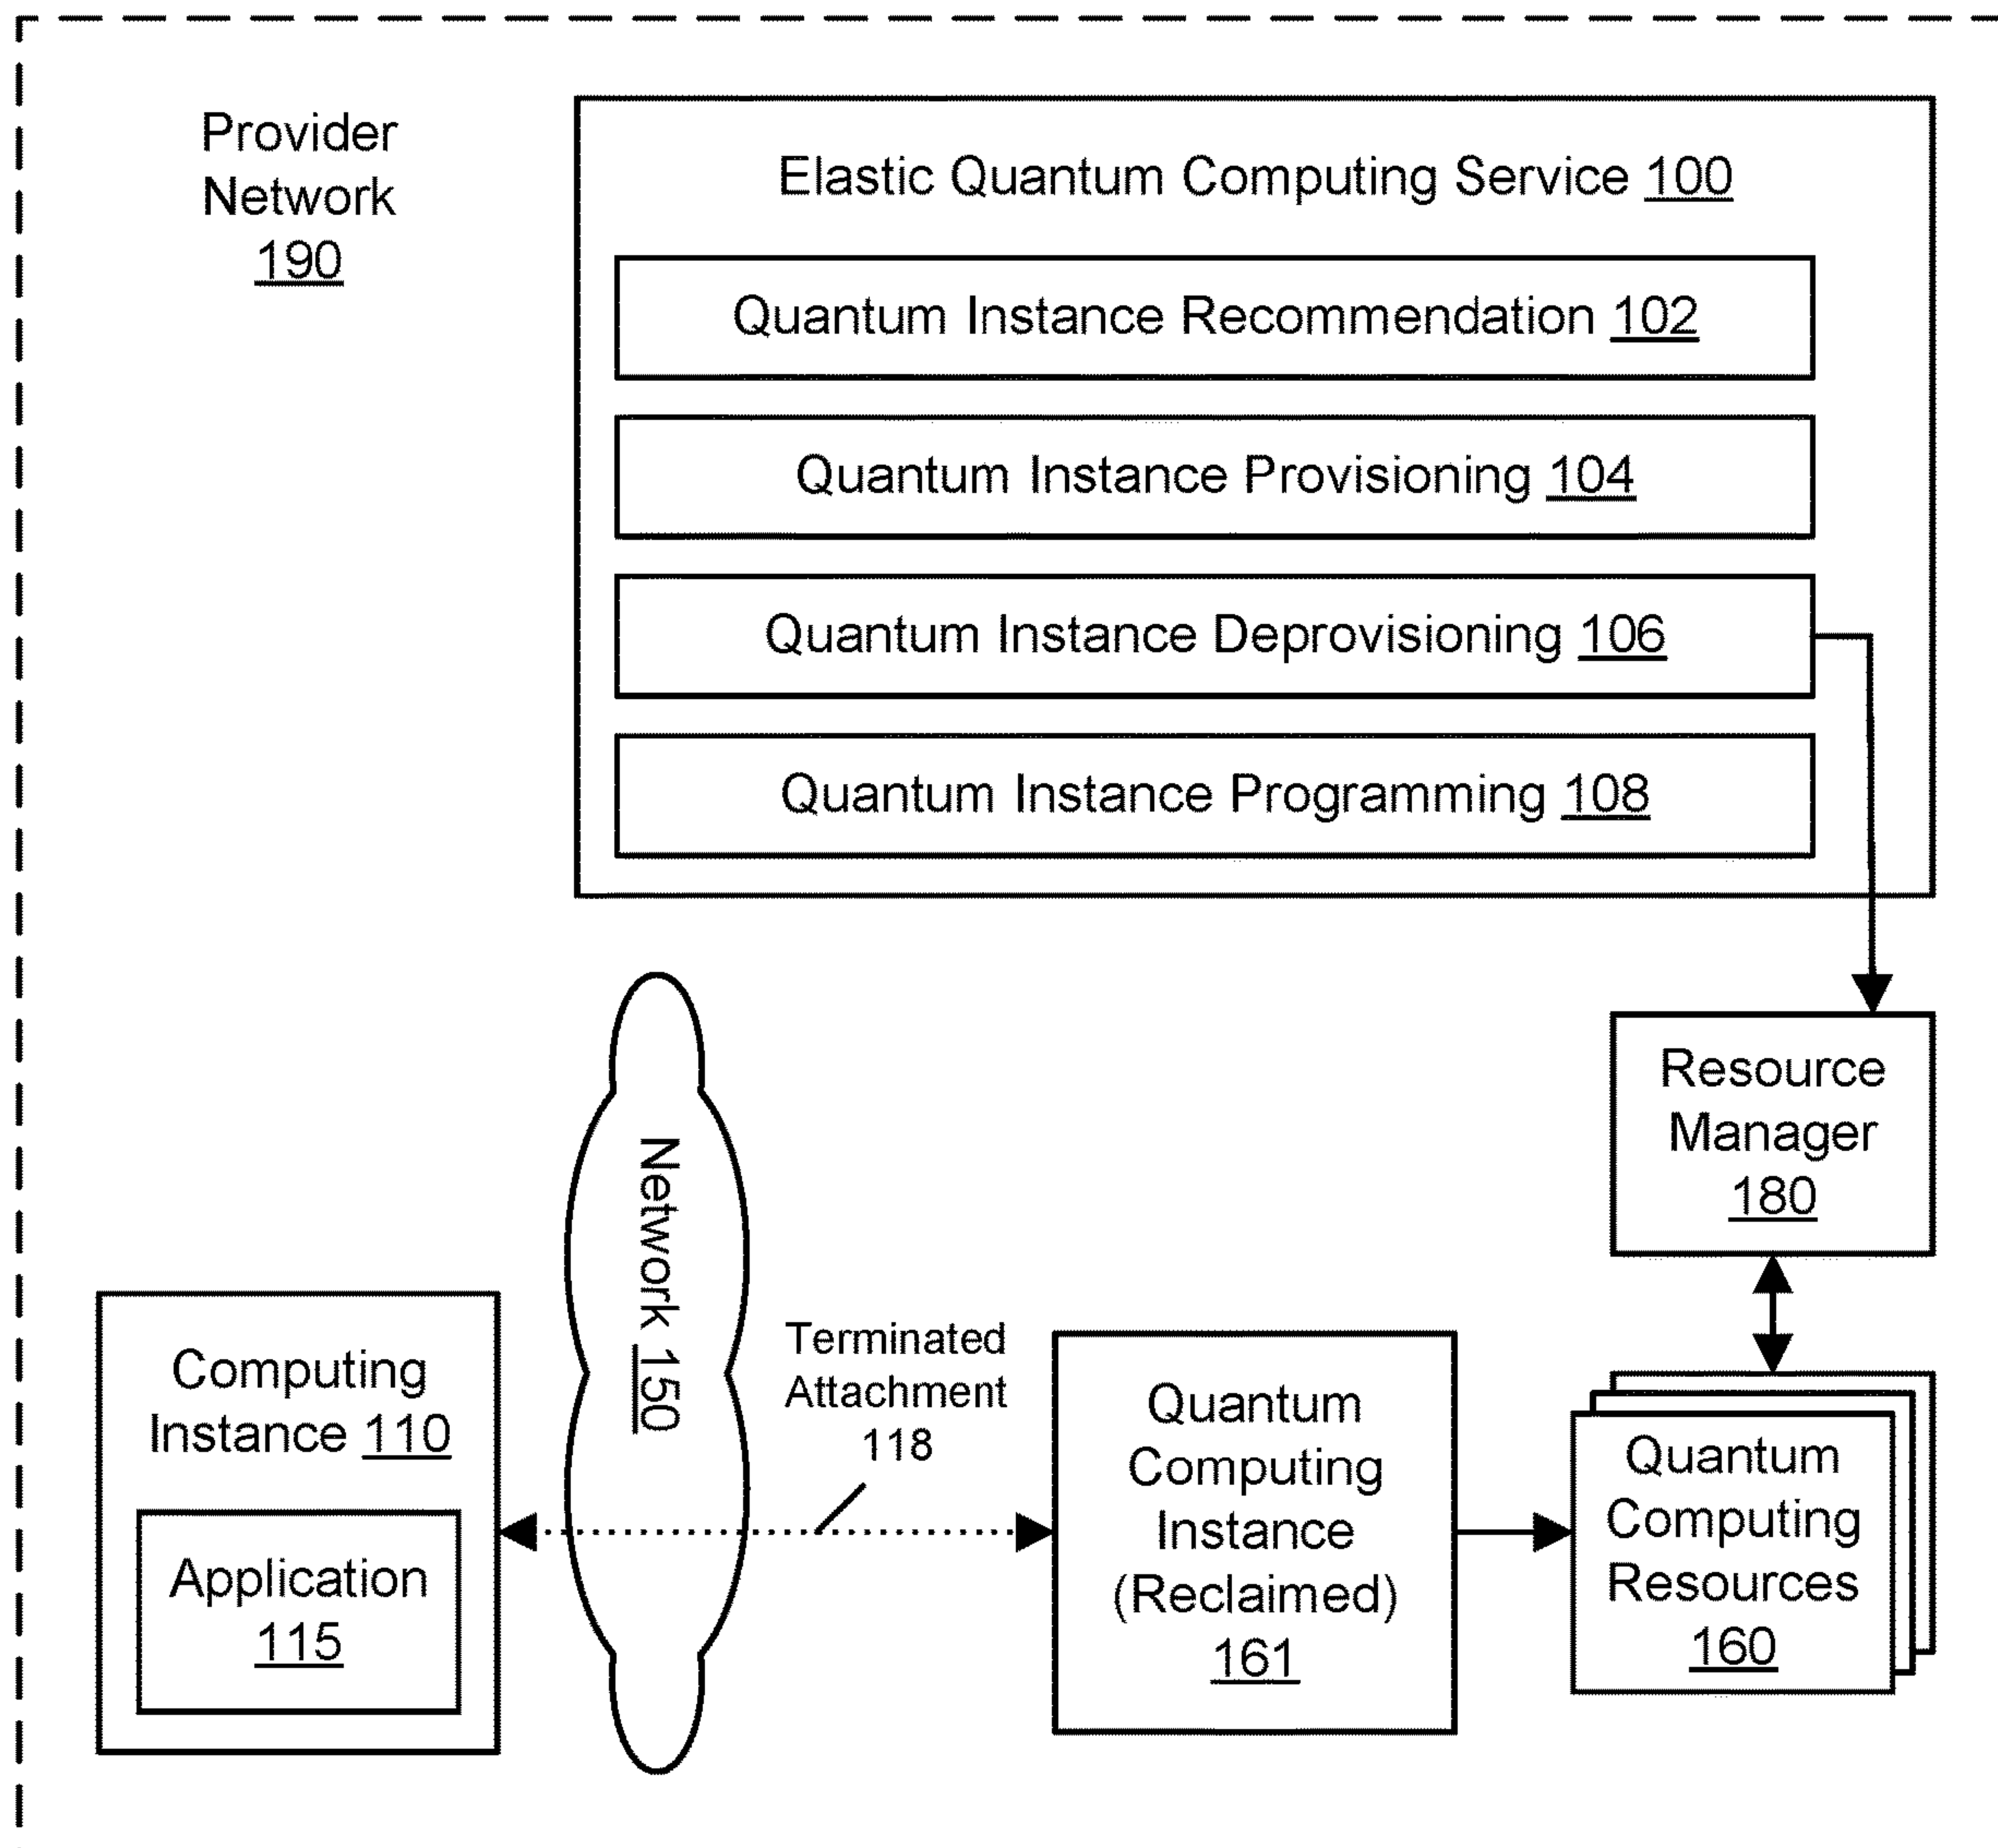 Provider
Network
190
Elastic Quantum Computing Service 100
Quantum Instance Recommendation 102
Quantum Instance Provisioning 104
Quantum Instance Deprovisioning 106
Quantum Instance Programming 108
Resource
Manager
180
Network 150
Terminated
Attachment
118
Computing
Instance 110
Application
115
Quantum
Computing
Instance
(Reclaimed)
161
Quantum
Computing
Resources
160